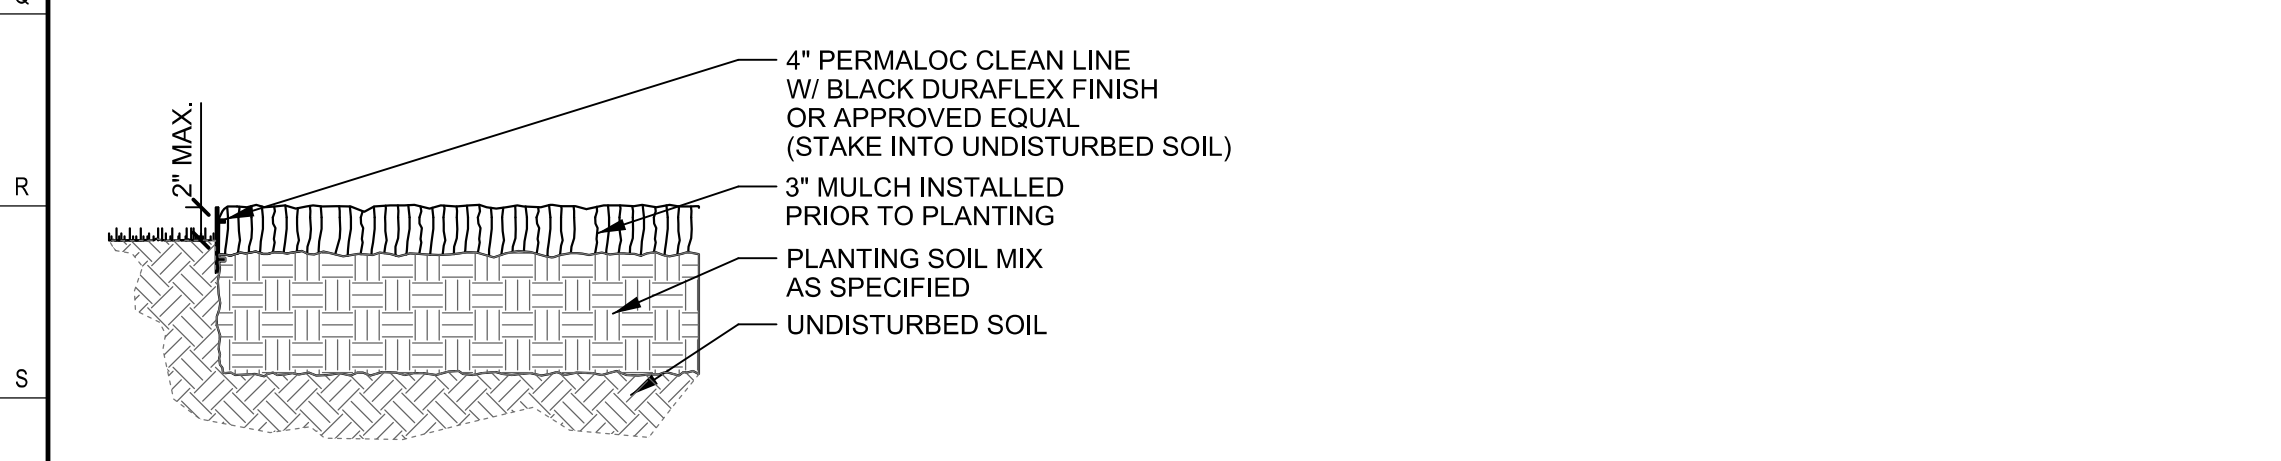 Q
4" PERMALOC CLEAN LINE
W/ BLACK DURAFLEX FINISH
OR APPROVED EQUAL
(STAKE INTO UNDISTURBED SOIL)
2" MAX.
R
3" MULCH INSTALLED
PRIOR TO PLANTING
PLANTING SOIL MIX
AS SPECIFIED
UNDISTURBED SOIL
S